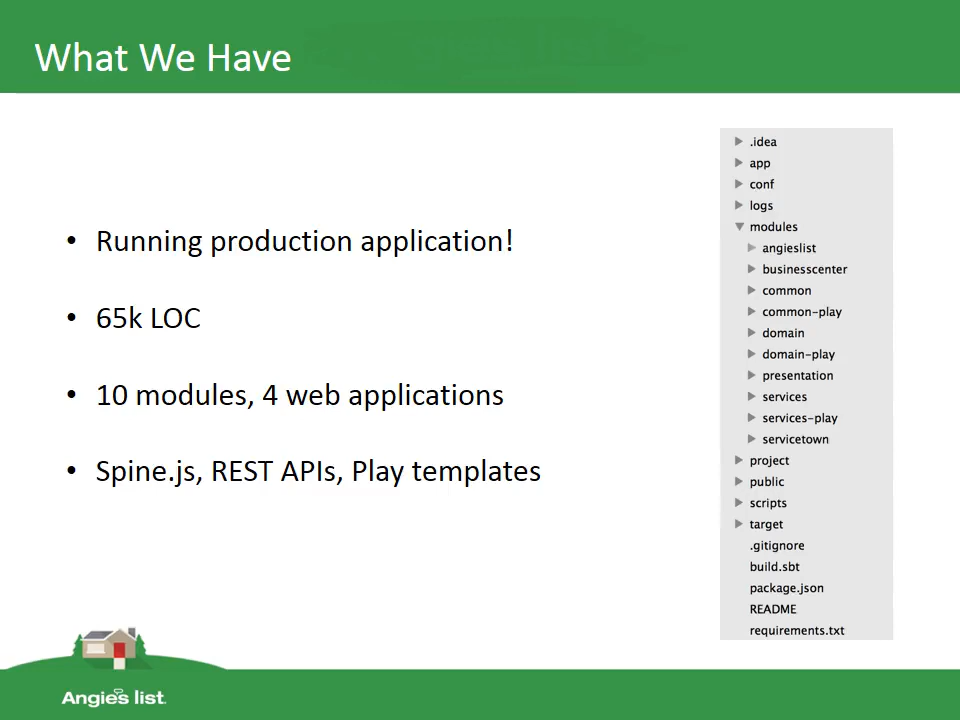 What We Have
• Running production application!
• 65k LOC
• 10 modules, 4 web applications
• Spine.js, REST APIs, Play templates
.idea
app
conf
logs
modules
angieslist
businesscenter
common
common-play
domain
domain-play
presentation
services
services-play
servicetown
project
public
scripts
target
.gitignore
build.sbt
package.json
README
requirements.txt
Angie's list.